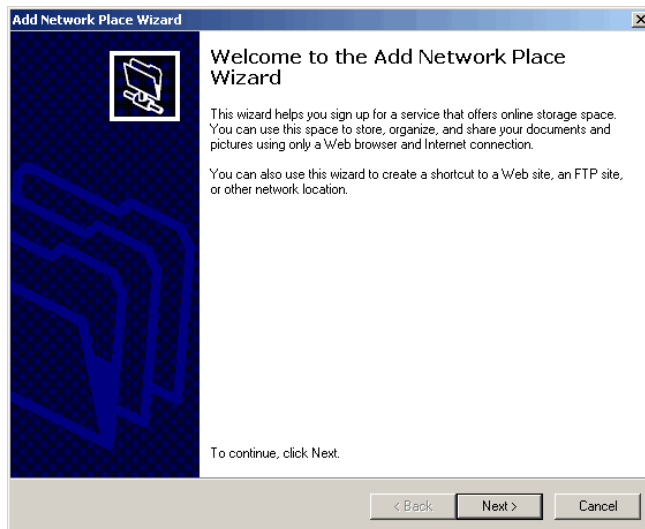 Add Network Place Wizard
Welcome to the Add Network Place
Wizard
This wizard helps you sign up for a service that offers online storage space.
You can use this space to store, organize, and share your documents and
pictures using only a Web browser and Internet connection.
You can also use this wizard to create a shortcut to a Web site, an FTP site,
or other network location.
To continue, click Next.
< Back Next > Cancel